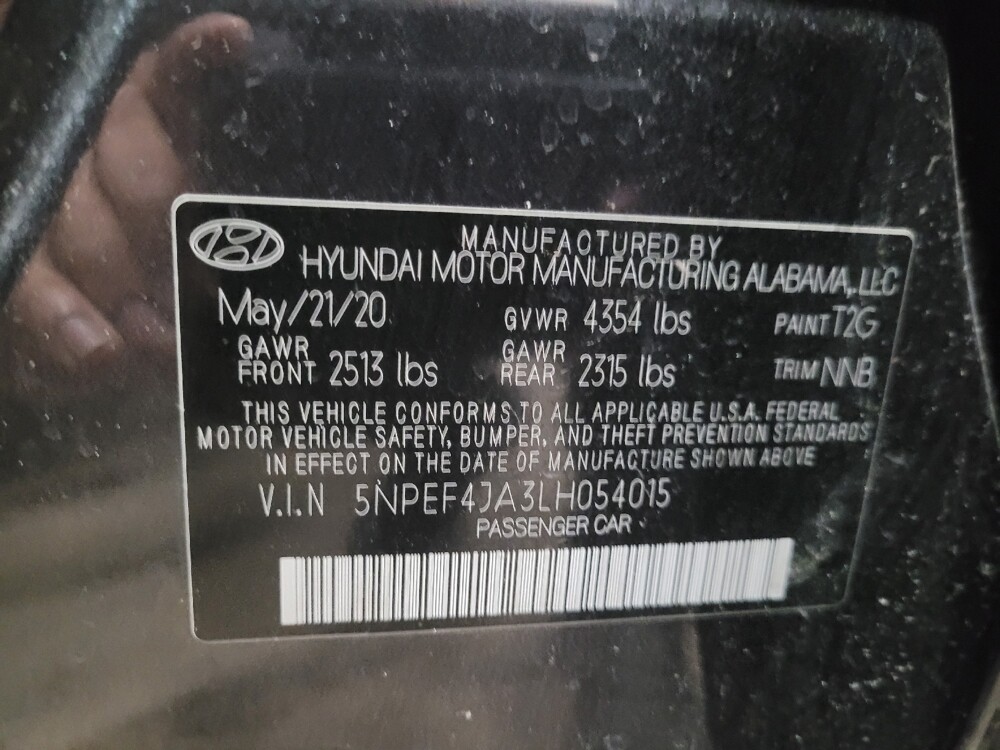 MANUFACTURED BY
HYUNDAI MOTOR MANUFACTURING ALABAMA, LLC
May/21/20 GVWR 4354 lbs PAINT T2G
GAWR FRONT 2513 lbs GAWR REAR 2315 lbs TRIM NNB
THIS VEHICLE CONFORMS TO ALL APPLICABLE U.S.A. FEDERAL
MOTOR VEHICLE SAFETY, BUMPER, AND THEFT PREVENTION STANDARDS
IN EFFECT ON THE DATE OF MANUFACTURE SHOWN ABOVE
V.I.N 5NPEF4JA3LH054015
PASSENGER CAR